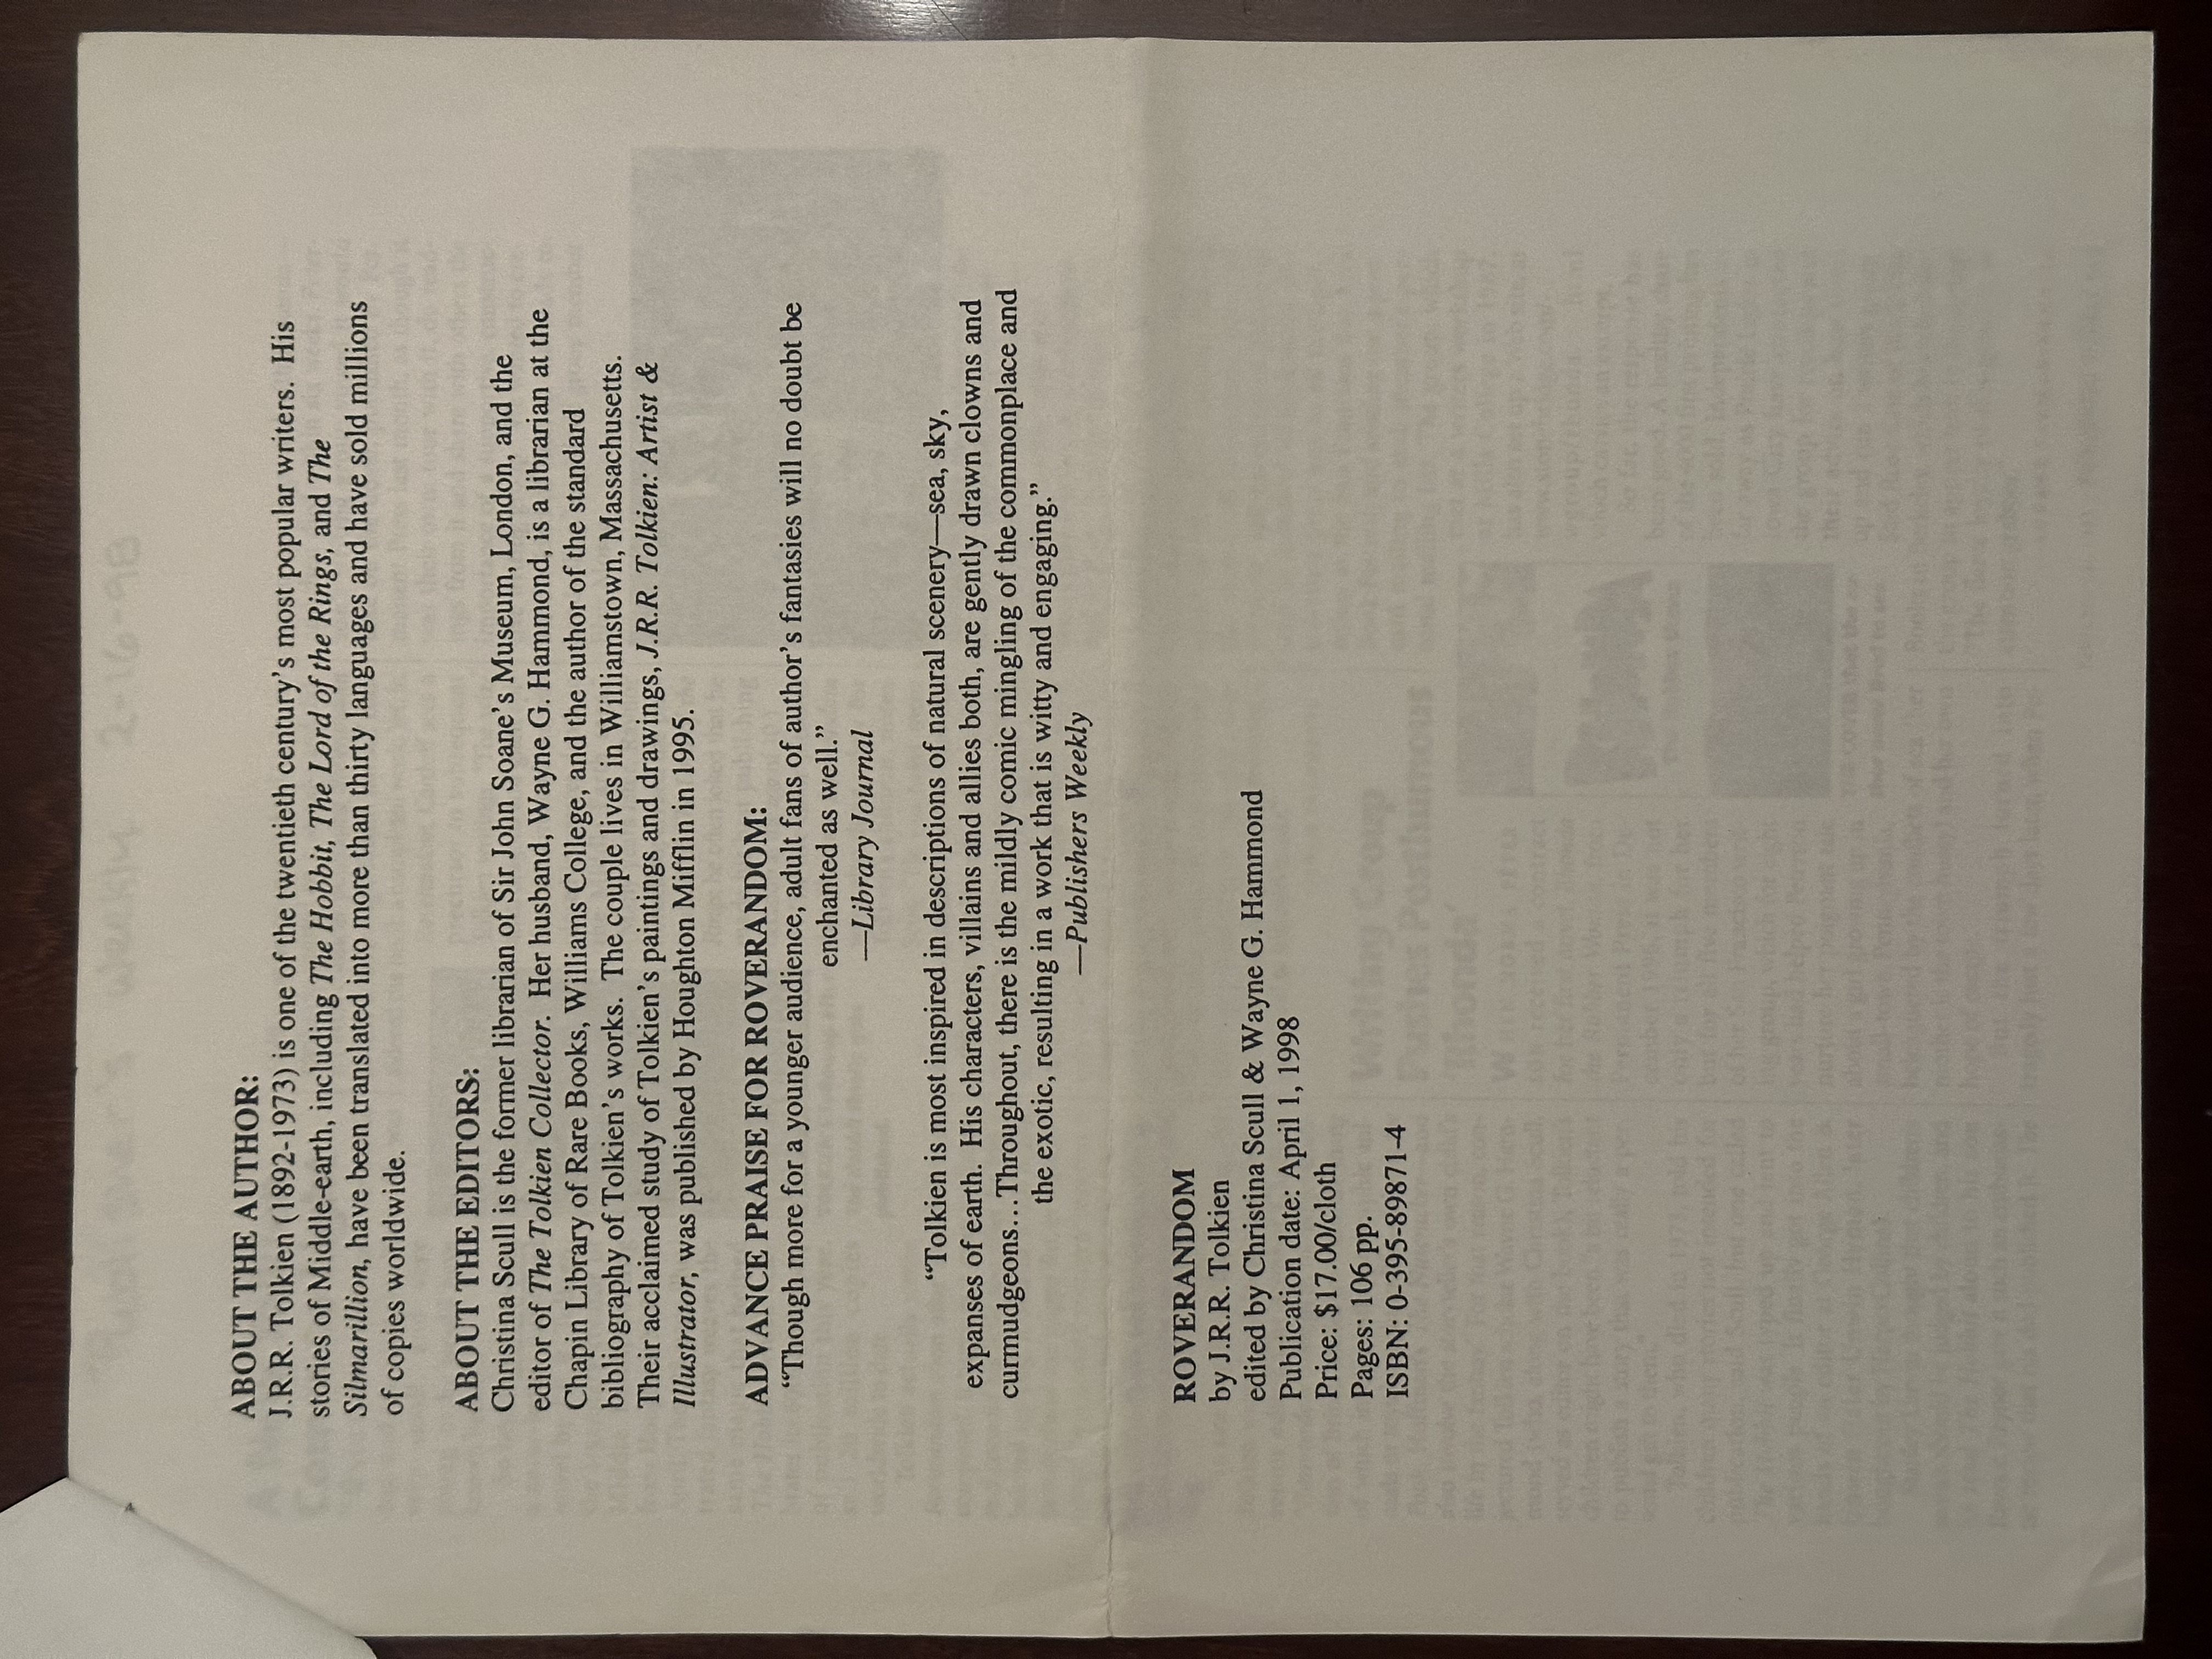 ABOUT THE AUTHOR:
J.R.R. Tolkien (1892-1973) is one of the twentieth century's most popular writers.  His
stories of Middle-earth, including The Hobbit, The Lord of the Rings, and The
Silmarillion, have been translated into more than thirty languages and have sold millions
of copies worldwide.
ABOUT THE EDITORS:
Christina Scull is the former librarian of Sir John Soane's Museum, London, and the
editor of The Tolkien Collector.  Her husband, Wayne G. Hammond, is a librarian at the
Chapin Library of Rare Books, Williams College, and the author of the standard
bibliography of Tolkien's works.  The couple lives in Williamstown, Massachusetts.
Their acclaimed study of Tolkien's paintings and drawings, J.R.R. Tolkien: Artist &
Illustrator, was published by Houghton Mifflin in 1995.
ADVANCE PRAISE FOR ROVERANDOM:
“Though more for a younger audience, adult fans of author's fantasies will no doubt be
enchanted as well.”
—Library Journal
“Tolkien is most inspired in descriptions of natural scenery—sea, sky,
expanses of earth.  His characters, villains and allies both, are gently drawn clowns and
curmudgeons…Throughout, there is the mildly comic mingling of the commonplace and
the exotic, resulting in a work that is witty and engaging.”
—Publishers Weekly
ROVERANDOM
by J.R.R. Tolkien
edited by Christina Scull & Wayne G. Hammond
Publication date: April 1, 1998
Price: $17.00/cloth
Pages: 106 pp.
ISBN: 0-395-89871-4